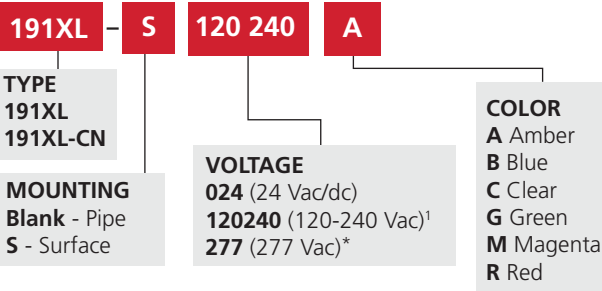 191XL – S 120 240 A
TYPE
191XL
191XL-CN
MOUNTING
Blank - Pipe
S - Surface
VOLTAGE
024 (24 Vac/dc)
120240 (120-240 Vac)¹
277 (277 Vac)*
COLOR
A Amber
B Blue
C Clear
G Green
M Magenta
R Red